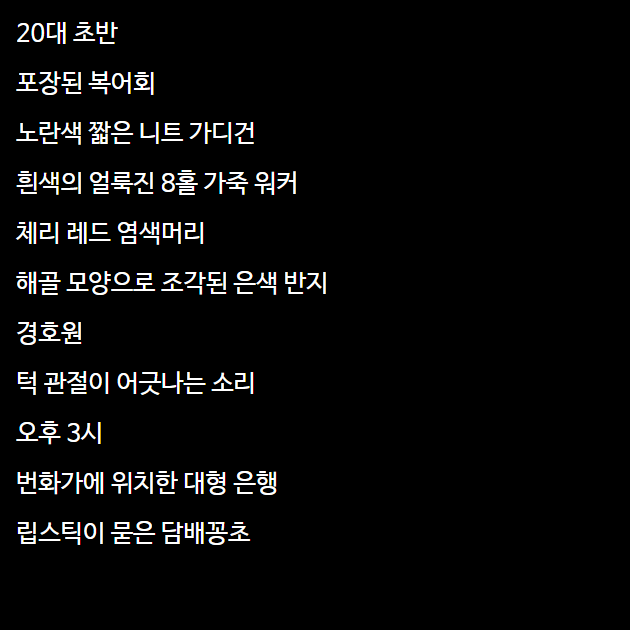 20대 초반
포장된 복어회
노란색 짧은 니트 가디건
흰색의 얼룩진 8홀 가죽 워커
체리 레드 염색머리
해골 모양으로 조각된 은색 반지
경호원
턱 관절이 어긋나는 소리
오후 3시
번화가에 위치한 대형 은행
립스틱이 묻은 담배꽁초